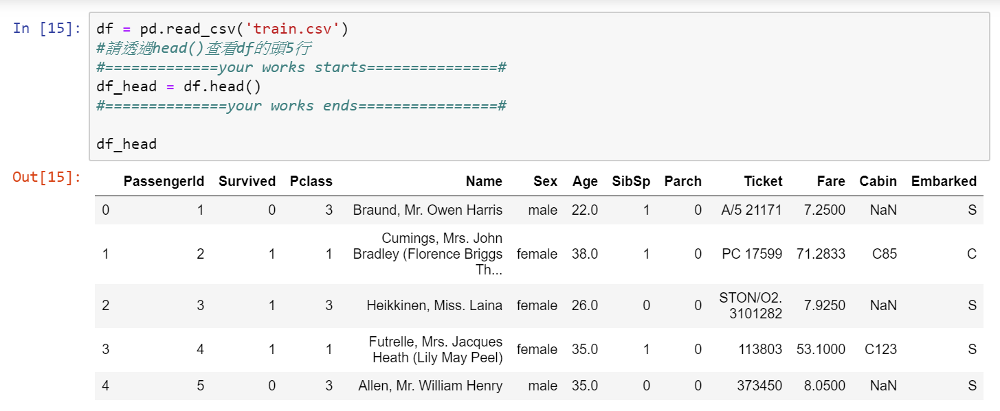 In [15]: df = pd.read_csv('train.csv')
#請透過head()查看df的頭5行
#=============your works starts===============#
df_head = df.head()
#==============your works ends================#
df_head
Out[15]:
PassengerId Survived Pclass Name Sex Age SibSp Parch Ticket Fare Cabin Embarked
0 1 0 3 Braund, Mr. Owen Harris male 22.0 1 0 A/5 21171 7.2500 NaN S
1 2 1 1 Cumings, Mrs. John Bradley (Florence Briggs Th... female 38.0 1 0 PC 17599 71.2833 C85 C
2 3 1 3 Heikkinen, Miss. Laina female 26.0 0 0 STON/O2. 3101282 7.9250 NaN S
3 4 1 1 Futrelle, Mrs. Jacques Heath (Lily May Peel) female 35.0 1 0 113803 53.1000 C123 S
4 5 0 3 Allen, Mr. William Henry male 35.0 0 0 373450 8.0500 NaN S